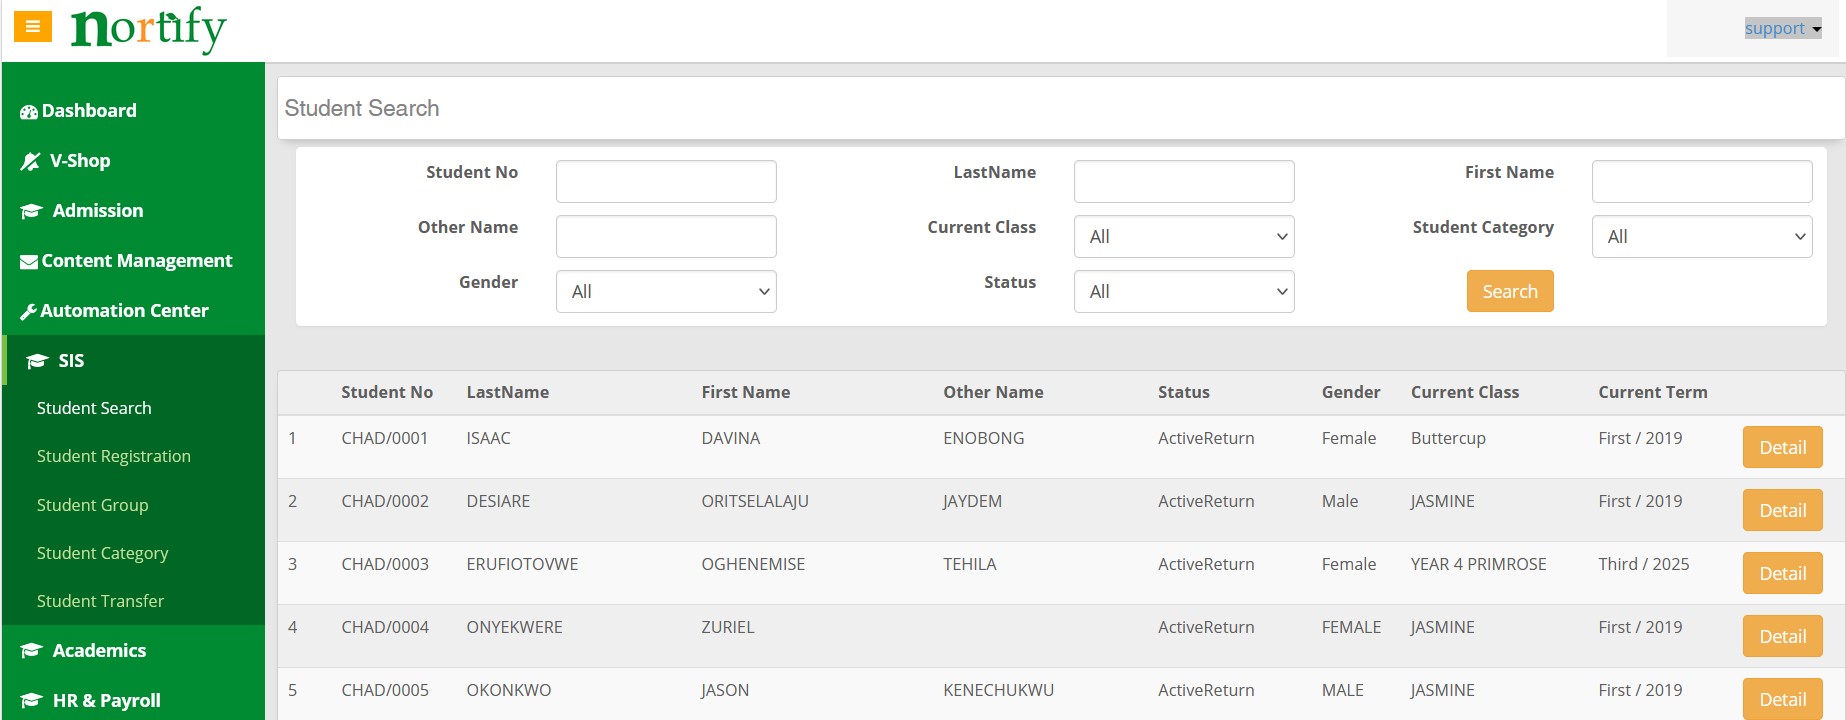 nortify
support
Dashboard
V-Shop
Admission
Content Management
Automation Center
SIS
Student Search
Student Registration
Student Group
Student Category
Student Transfer
Academics
HR & Payroll
Student Search
Student No LastName First Name
Other Name Current Class All Student Category All
Gender All Status All Search
Student No LastName First Name Other Name Status Gender Current Class Current Term
1 CHAD/0001 ISAAC DAVINA ENOBONG ActiveReturn Female Buttercup First / 2019 Detail
2 CHAD/0002 DESIARE ORITSELALAJU JAYDEM ActiveReturn Male JASMINE First / 2019 Detail
3 CHAD/0003 ERUFIOTOVWE OGHENEMISE TEHILA ActiveReturn Female YEAR 4 PRIMROSE Third / 2025 Detail
4 CHAD/0004 ONYEKWERE ZURIEL ActiveReturn FEMALE JASMINE First / 2019 Detail
5 CHAD/0005 OKONKWO JASON KENECHUKWU ActiveReturn MALE JASMINE First / 2019 Detail